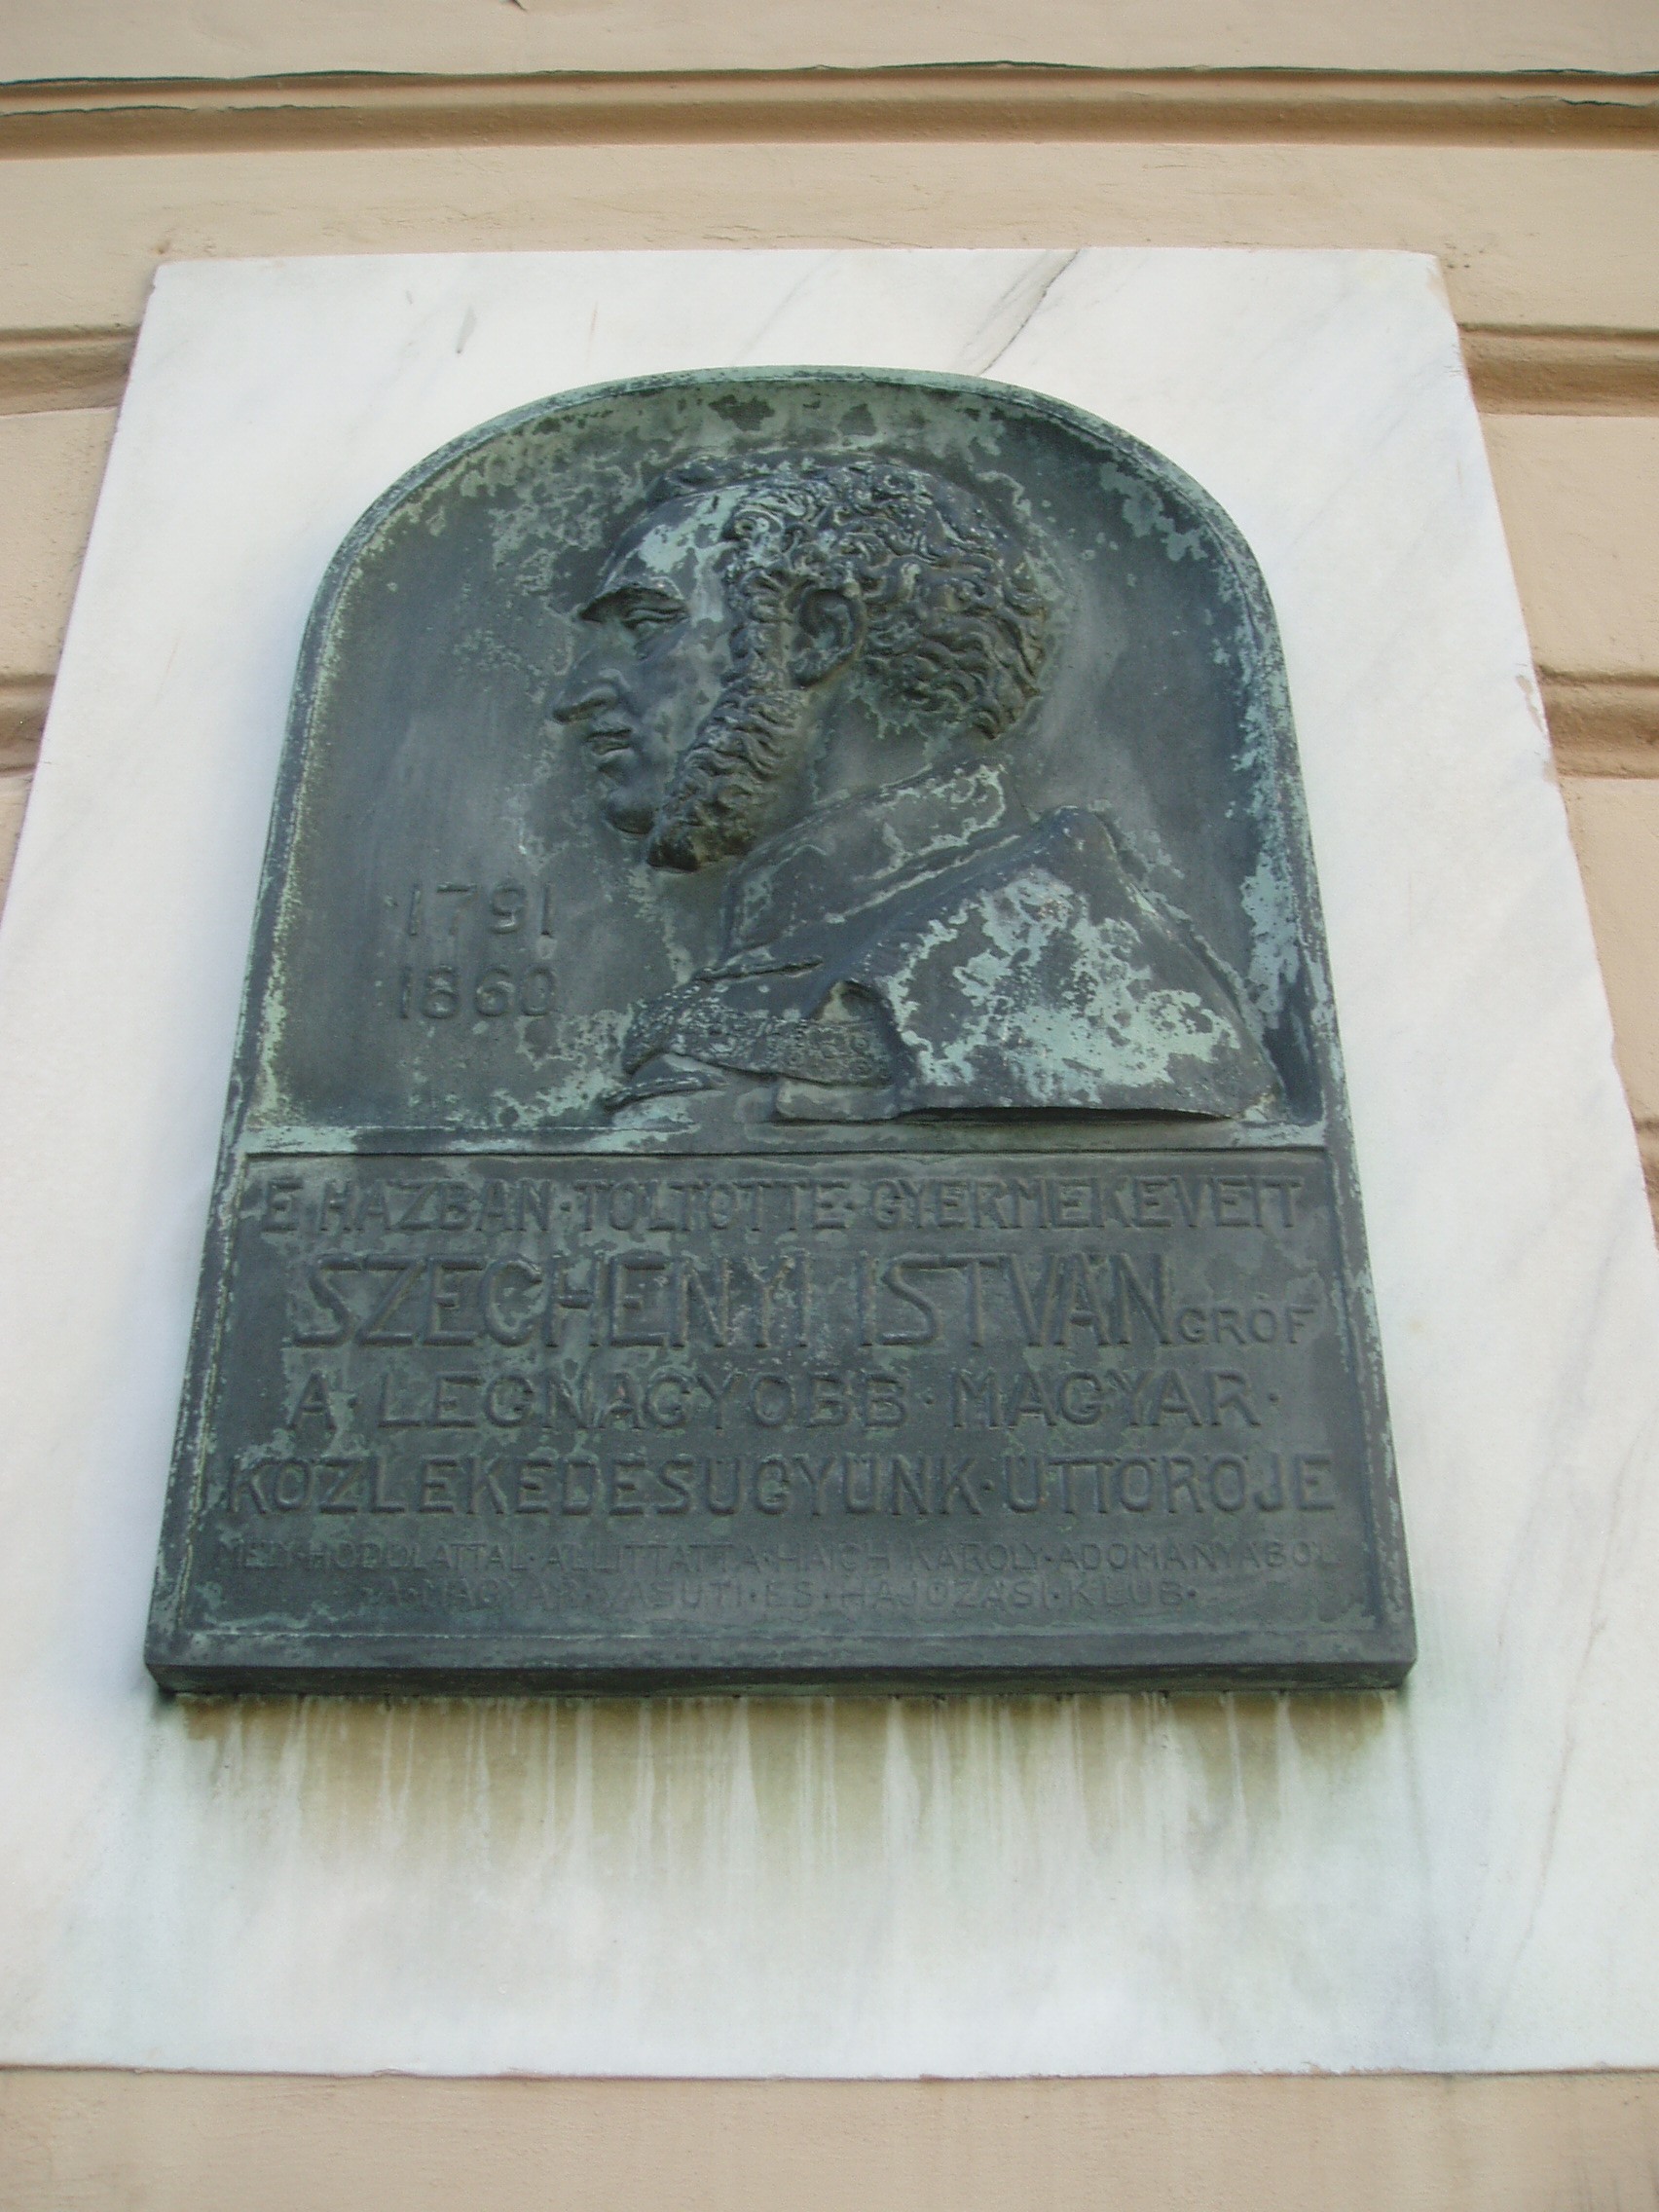 1791
1860
E HÁZBAN · TÖLTÖTTE · GYERMEKÉVEIT
SZÉCHENYI ISTVÁN GRÓF
A · LEGNAGYOBB · MAGYAR ·
KÖZLEKEDÉSÜGYÜNK · ÚTTÖRŐJE
MÉLY · HÓDOLATTAL · ÁLLÍTTATTA · HAICH KÁROLY · ADOMÁNYÁBÓL
A · MAGYAR · VASÚTI · ÉS · HAJÓZÁSI · KLUB ·